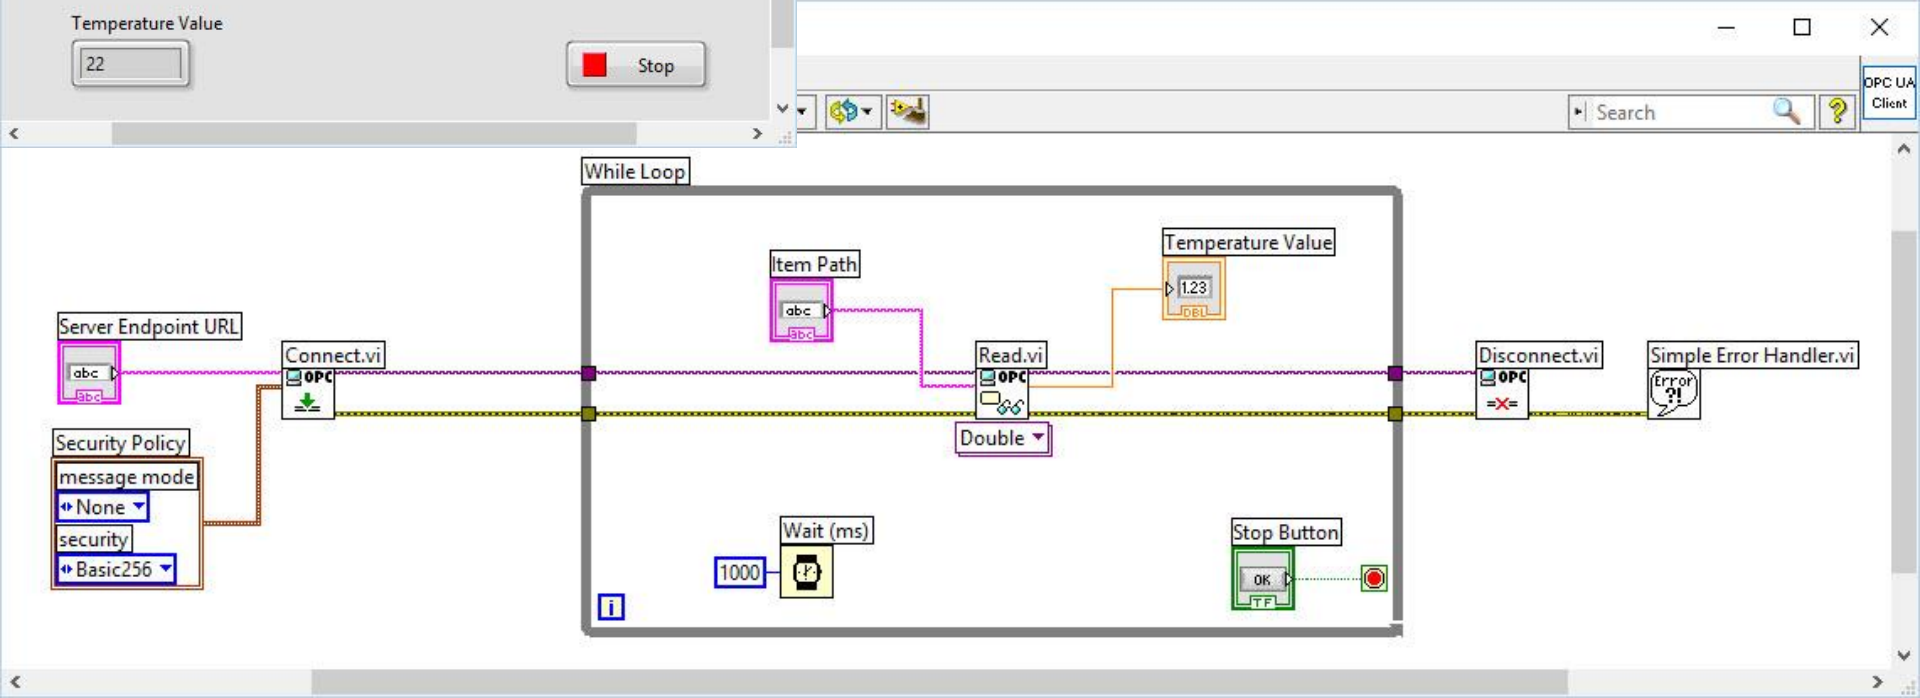 Temperature Value
22
Stop
Search
?
OPC UA
Client
While Loop
Temperature Value
1.23
DBL
Item Path
abc
abc
Server Endpoint URL
abc
abc
Connect.vi
OPC
Read.vi
OPC
Double
Disconnect.vi
OPC
Simple Error Handler.vi
Error
?!
Security Policy
message mode
None
security
Basic256
Wait (ms)
1000
Stop Button
OK
TF
i